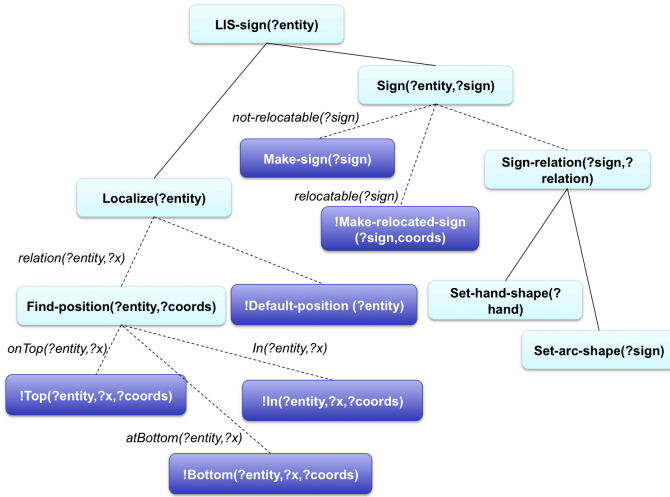 LIS-sign(?entity)
Sign(?entity,?sign)
not-relocatable(?sign)
Make-sign(?sign)
Sign-relation(?sign,?
relation)
Localize(?entity)
relocatable(?sign)
!Make-relocated-sign
(?sign,coords)
relation(?entity,?x)
Find-position(?entity,?coords)
!Default-position (?entity)
Set-hand-shape(?
hand)
onTop(?entity,?x)
In(?entity,?x)
Set-arc-shape(?sign)
!Top(?entity,?x,?coords)
!In(?entity,?x,?coords)
atBottom(?entity,?x)
!Bottom(?entity,?x,?coords)